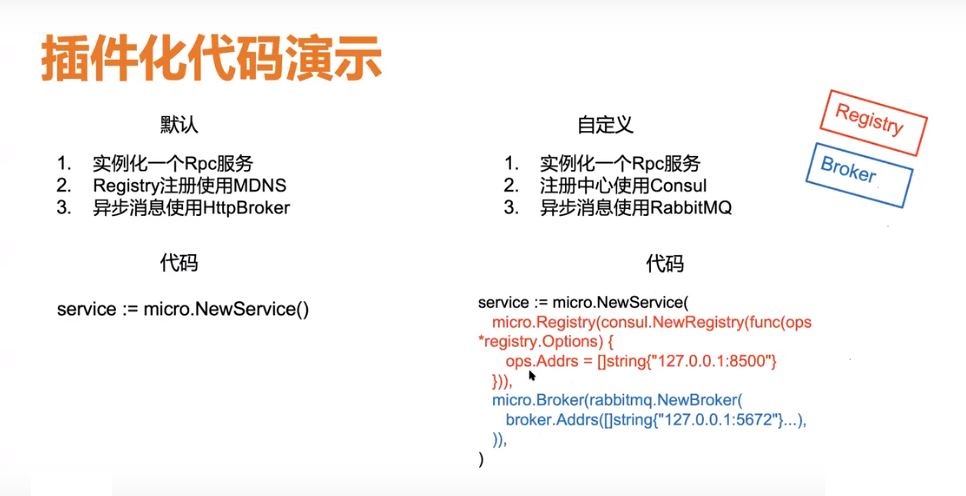 插件化代码演示
默认
1. 实例化一个Rpc服务
2. Registry注册使用MDNS
3. 异步消息使用HttpBroker
代码
service := micro.NewService()
自定义
1. 实例化一个Rpc服务
2. 注册中心使用Consul
3. 异步消息使用RabbitMQ
代码
service := micro.NewService(
micro.Registry(consul.NewRegistry(func(ops
*registry.Options) {
ops.Addrs = []string{"127.0.0.1:8500"}
})),
micro.Broker(rabbitmq.NewBroker(
broker.Addrs([]string{"127.0.0.1:5672"}...),
)),
)
Registry
Broker